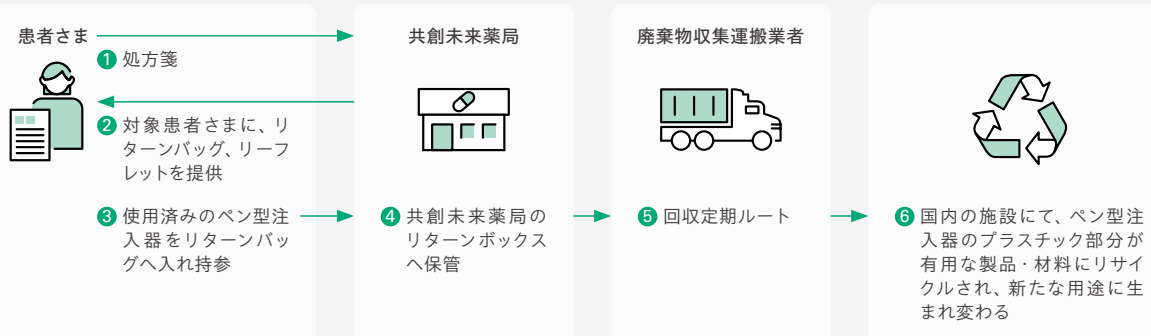 患者さま
共創未来薬局
廃棄物収集運搬業者
1 処方箋
2 対象患者さまに、リ
ターンバッグ、リーフ
レットを提供
3 使用済みのペン型注
入器をリターンバッ
グへ入れ持参
4 共創未来薬局の
リターンボックス
へ保管
5 回収定期ルート
6 国内の施設にて、ペン型注
入器のプラスチック部分が
有用な製品・材料にリサイ
クルされ、新たな用途に生
まれ変わる